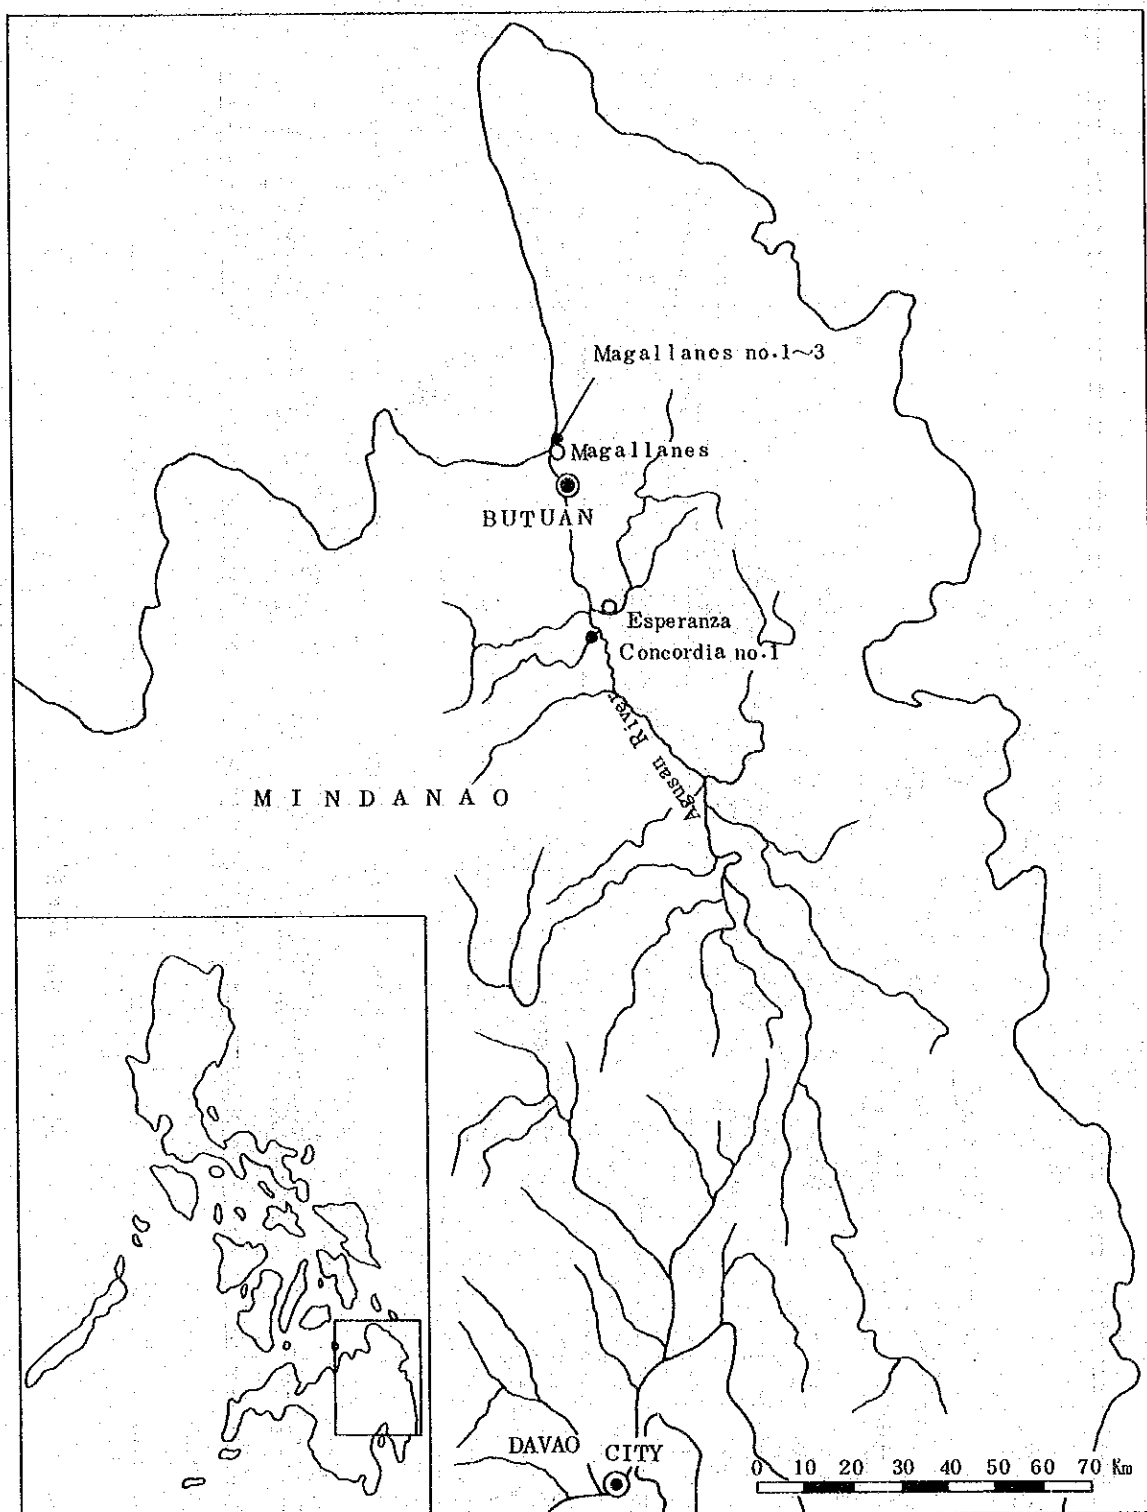 Magallanes no.1~3
Magallanes
BUTUAN
Esperanza
Concordia no.1
Agusan River
MINDANAO
DAVAO CITY
0 10 20 30 40 50 60 70 Km